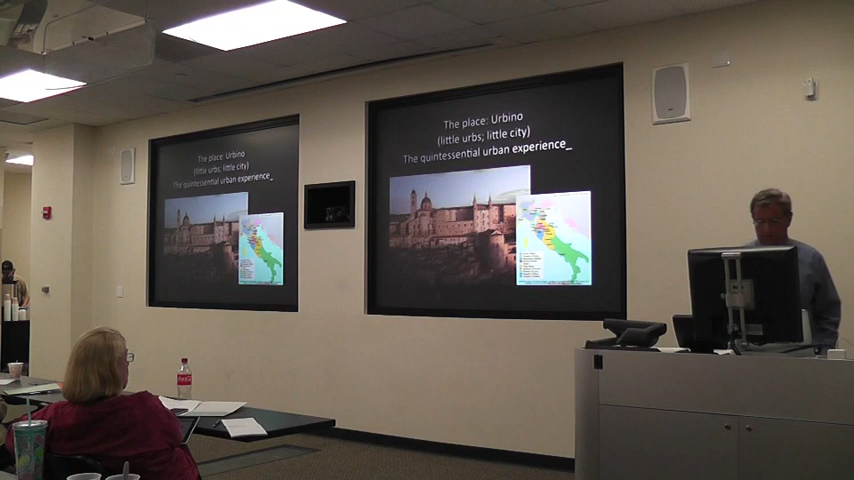 The place: Urbino
(little urbs; little city)
The quintessential urban experience_
The place: Urbino
(little urbs; little city)
The quintessential urban experience_